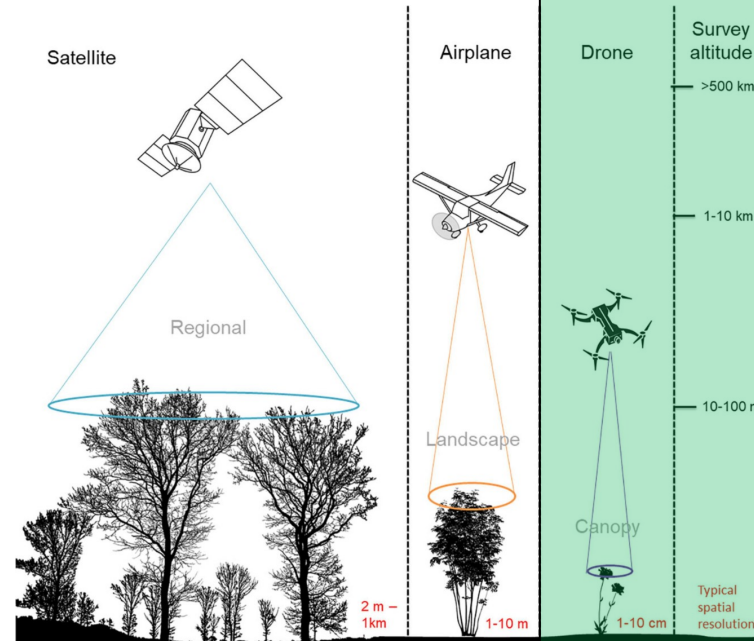 Satellite
Airplane
Drone
Survey
altitude
>500 km
1-10 km
Regional
10-100
Landscape
Canopy
2 m –
1km
1-10 m
1-10 cm
Typical
spatial
resolution